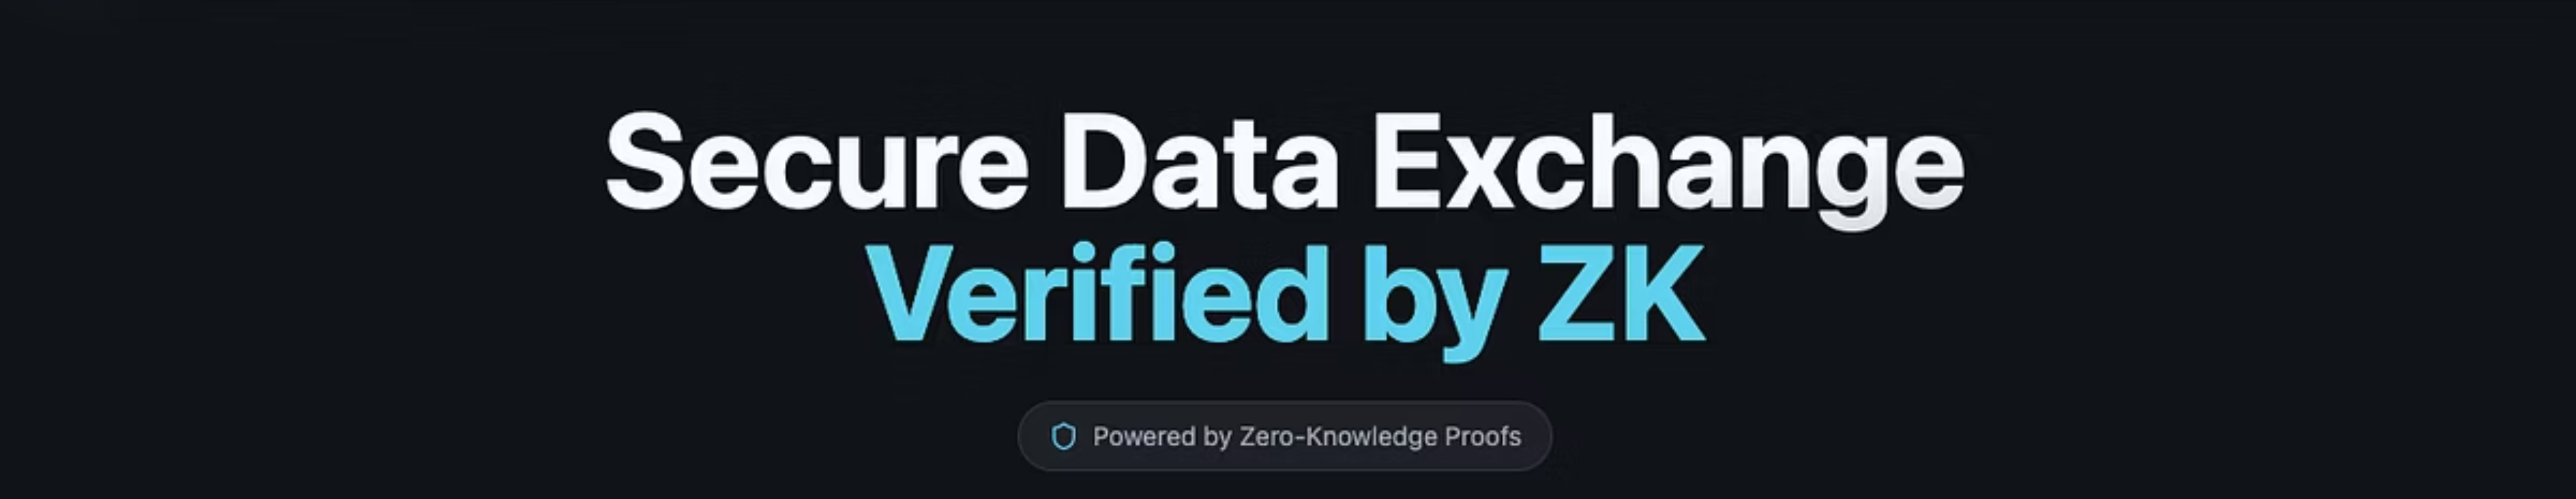 Secure Data Exchange
Verified by ZK
Powered by Zero-Knowledge Proofs